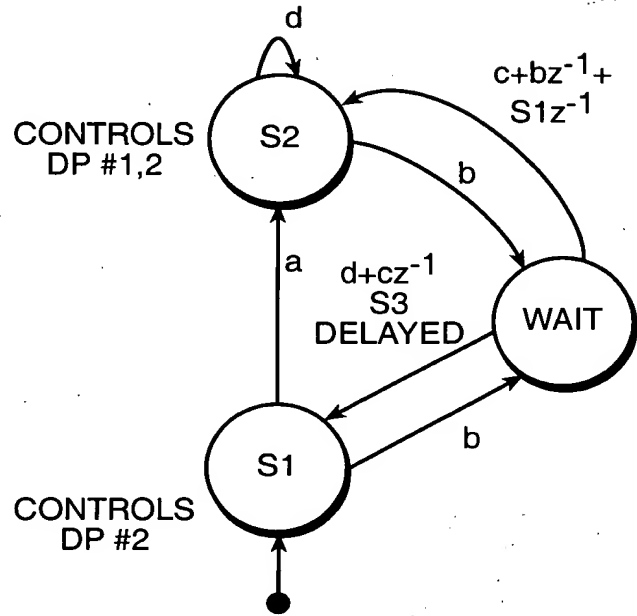 d
c+bz⁻¹+
S1z⁻¹
CONTROLS
DP #1,2
S2
b
a
d+cz⁻¹
S3
DELAYED
WAIT
S1
b
CONTROLS
DP #2